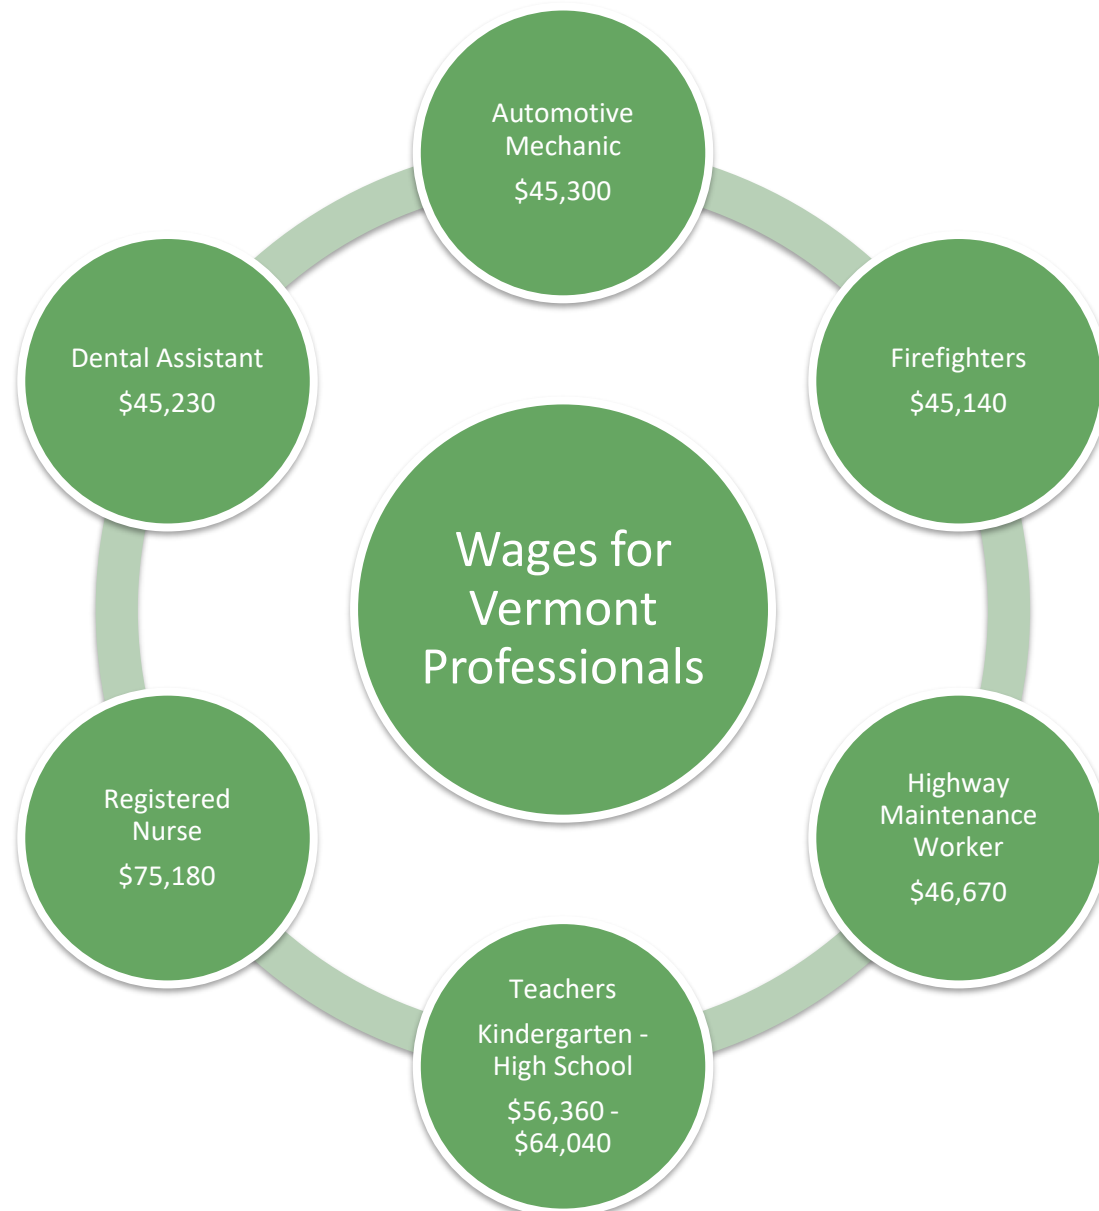 Automotive
Mechanic
$45,300
Dental Assistant
$45,230
Firefighters
$45,140
Wages for
Vermont
Professionals
Registered
Nurse
$75,180
Highway
Maintenance
Worker
$46,670
Teachers
Kindergarten -
High School
$56,360 -
$64,040